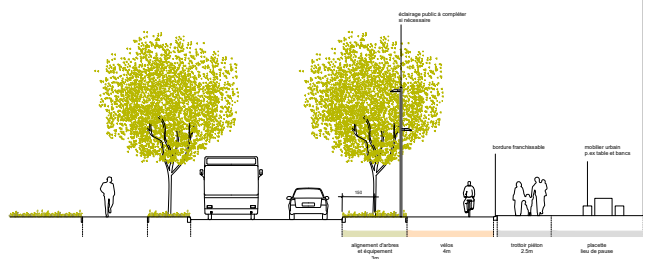 éclairage public à compléter
si nécessaire
bordure franchissable
mobilier urbain
p.ex table et bancs
150
alignement d'arbres
et équipement
3m
vélos
4m
trottoir piéton
2.5m
placette
lieu de pause